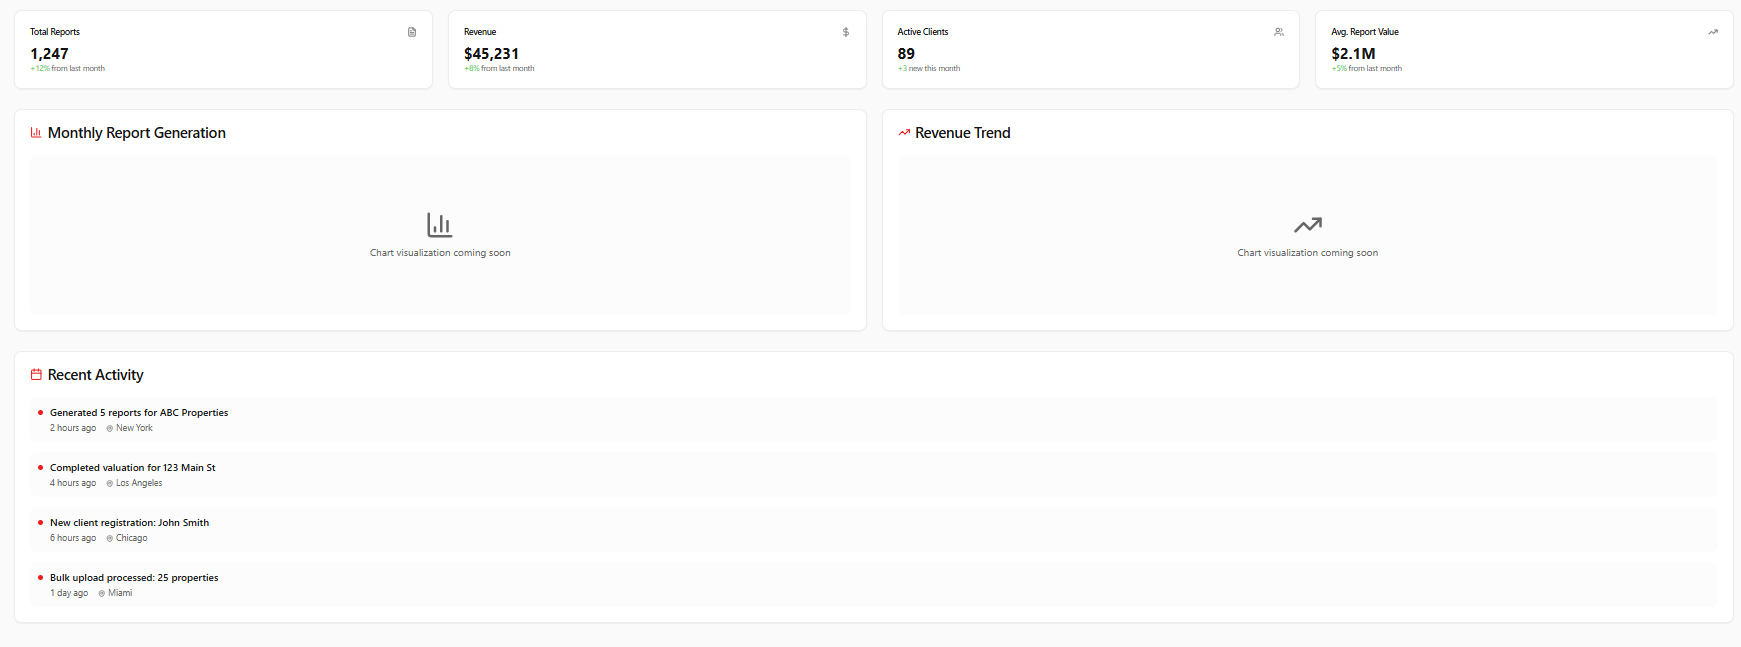 Total Reports
1,247
+12% from last month
Revenue
$45,231
+8% from last month
Active Clients
89
+3 new this month
Avg. Report Value
$2.1M
+5% from last month
Monthly Report Generation
Chart visualization coming soon
Revenue Trend
Chart visualization coming soon
Recent Activity
Generated 5 reports for ABC Properties
2 hours ago New York
Completed valuation for 123 Main St
4 hours ago Los Angeles
New client registration: John Smith
6 hours ago Chicago
Bulk upload processed: 25 properties
1 day ago Miami